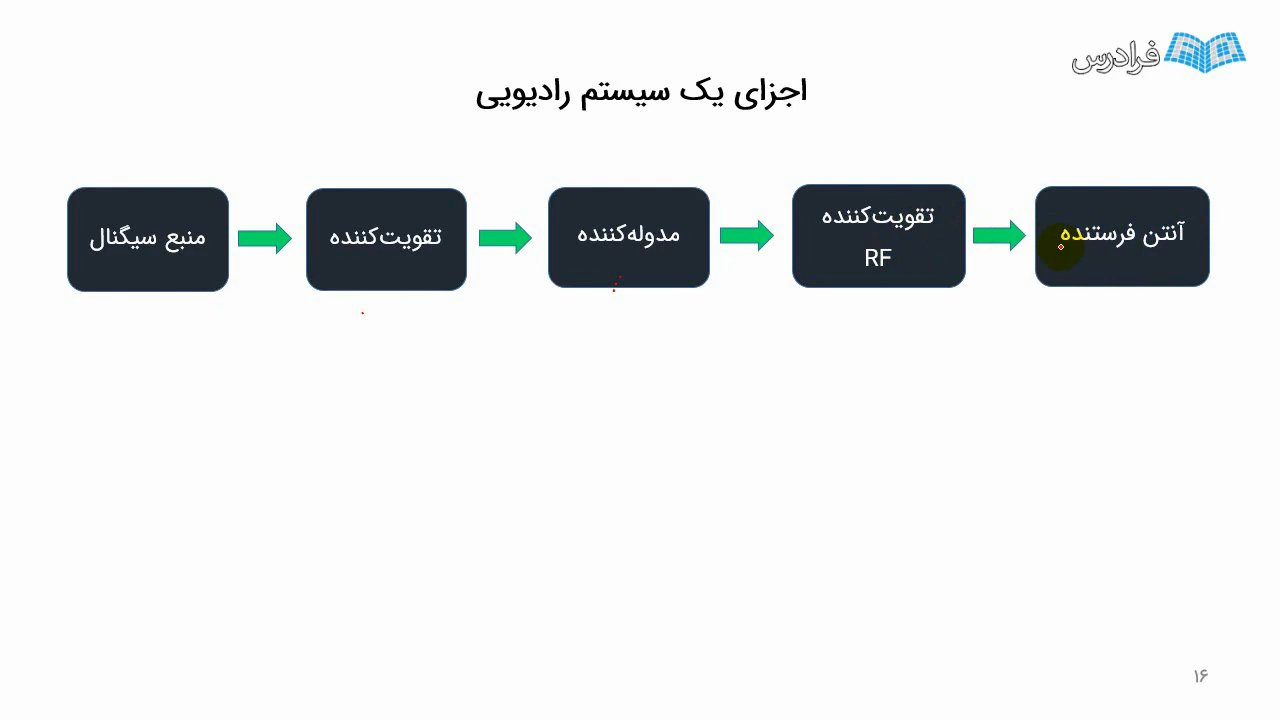 فرادرس
اجزای یک سیستم رادیویی
منبع سیگنال
تقویت‌کننده
مدوله‌کننده
تقویت‌کننده
RF
آنتن فرستنده
۱۶